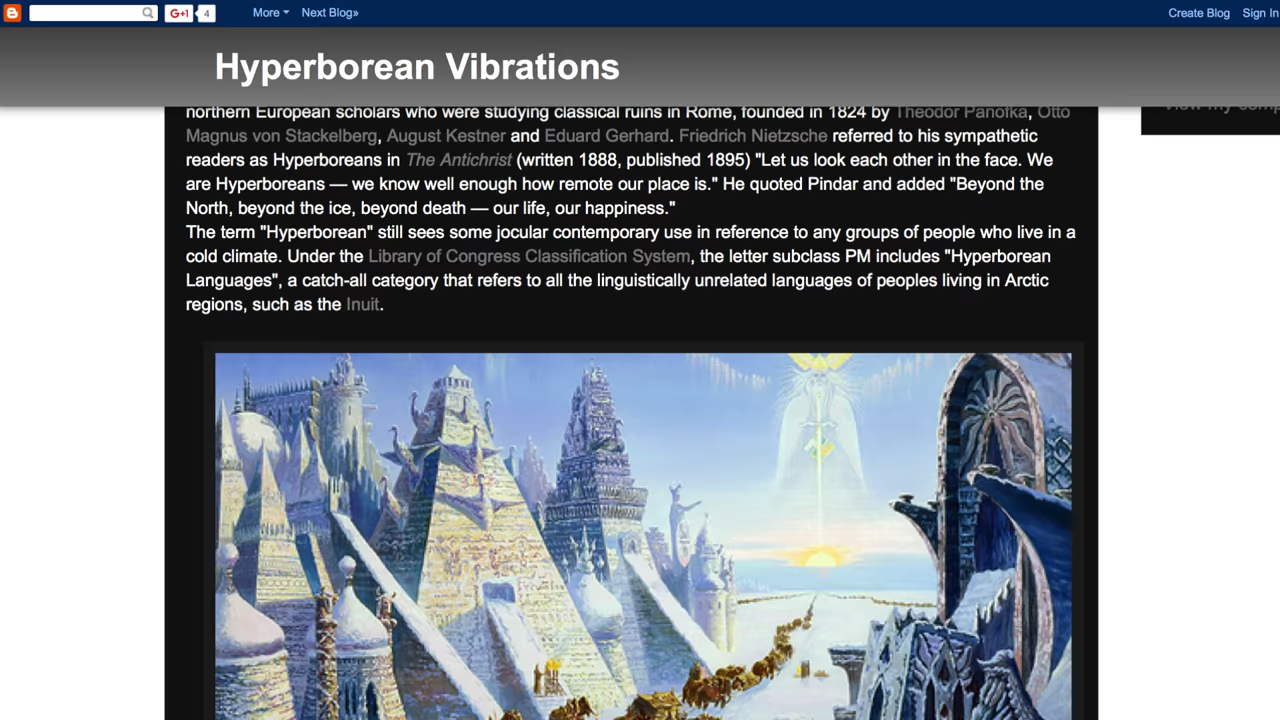 G+1 4 More Next Blog» Create Blog Sign In
Hyperborean Vibrations
northern European scholars who were studying classical ruins in Rome, founded in 1824 by Theodor Panofka, Otto
Magnus von Stackelberg, August Kestner and Eduard Gerhard. Friedrich Nietzsche referred to his sympathetic
readers as Hyperboreans in The Antichrist (written 1888, published 1895) "Let us look each other in the face. We
are Hyperboreans — we know well enough how remote our place is." He quoted Pindar and added "Beyond the
North, beyond the ice, beyond death — our life, our happiness."
The term "Hyperborean" still sees some jocular contemporary use in reference to any groups of people who live in a
cold climate. Under the Library of Congress Classification System, the letter subclass PM includes "Hyperborean
Languages", a catch-all category that refers to all the linguistically unrelated languages of peoples living in Arctic
regions, such as the Inuit.